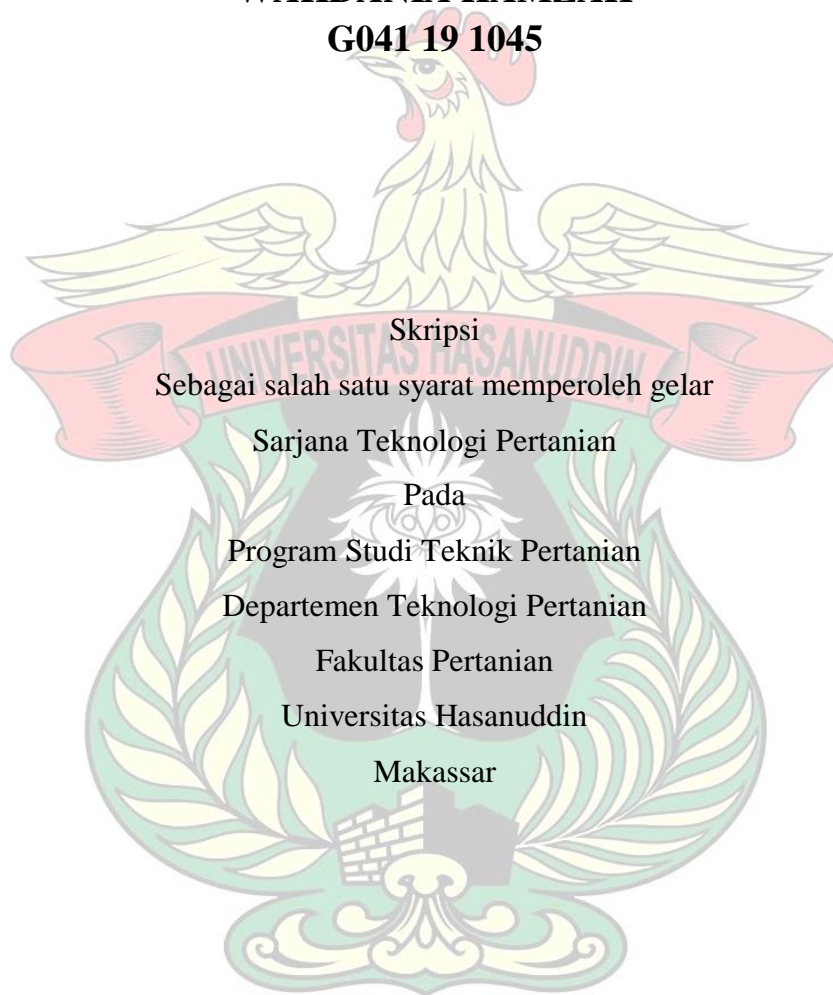 G041 19 1045
UNIVERSITAS HASANUDDIN
Skripsi
Sebagai salah satu syarat memperoleh gelar
Sarjana Teknologi Pertanian
Pada
Program Studi Teknik Pertanian
Departemen Teknologi Pertanian
Fakultas Pertanian
Universitas Hasanuddin
Makassar